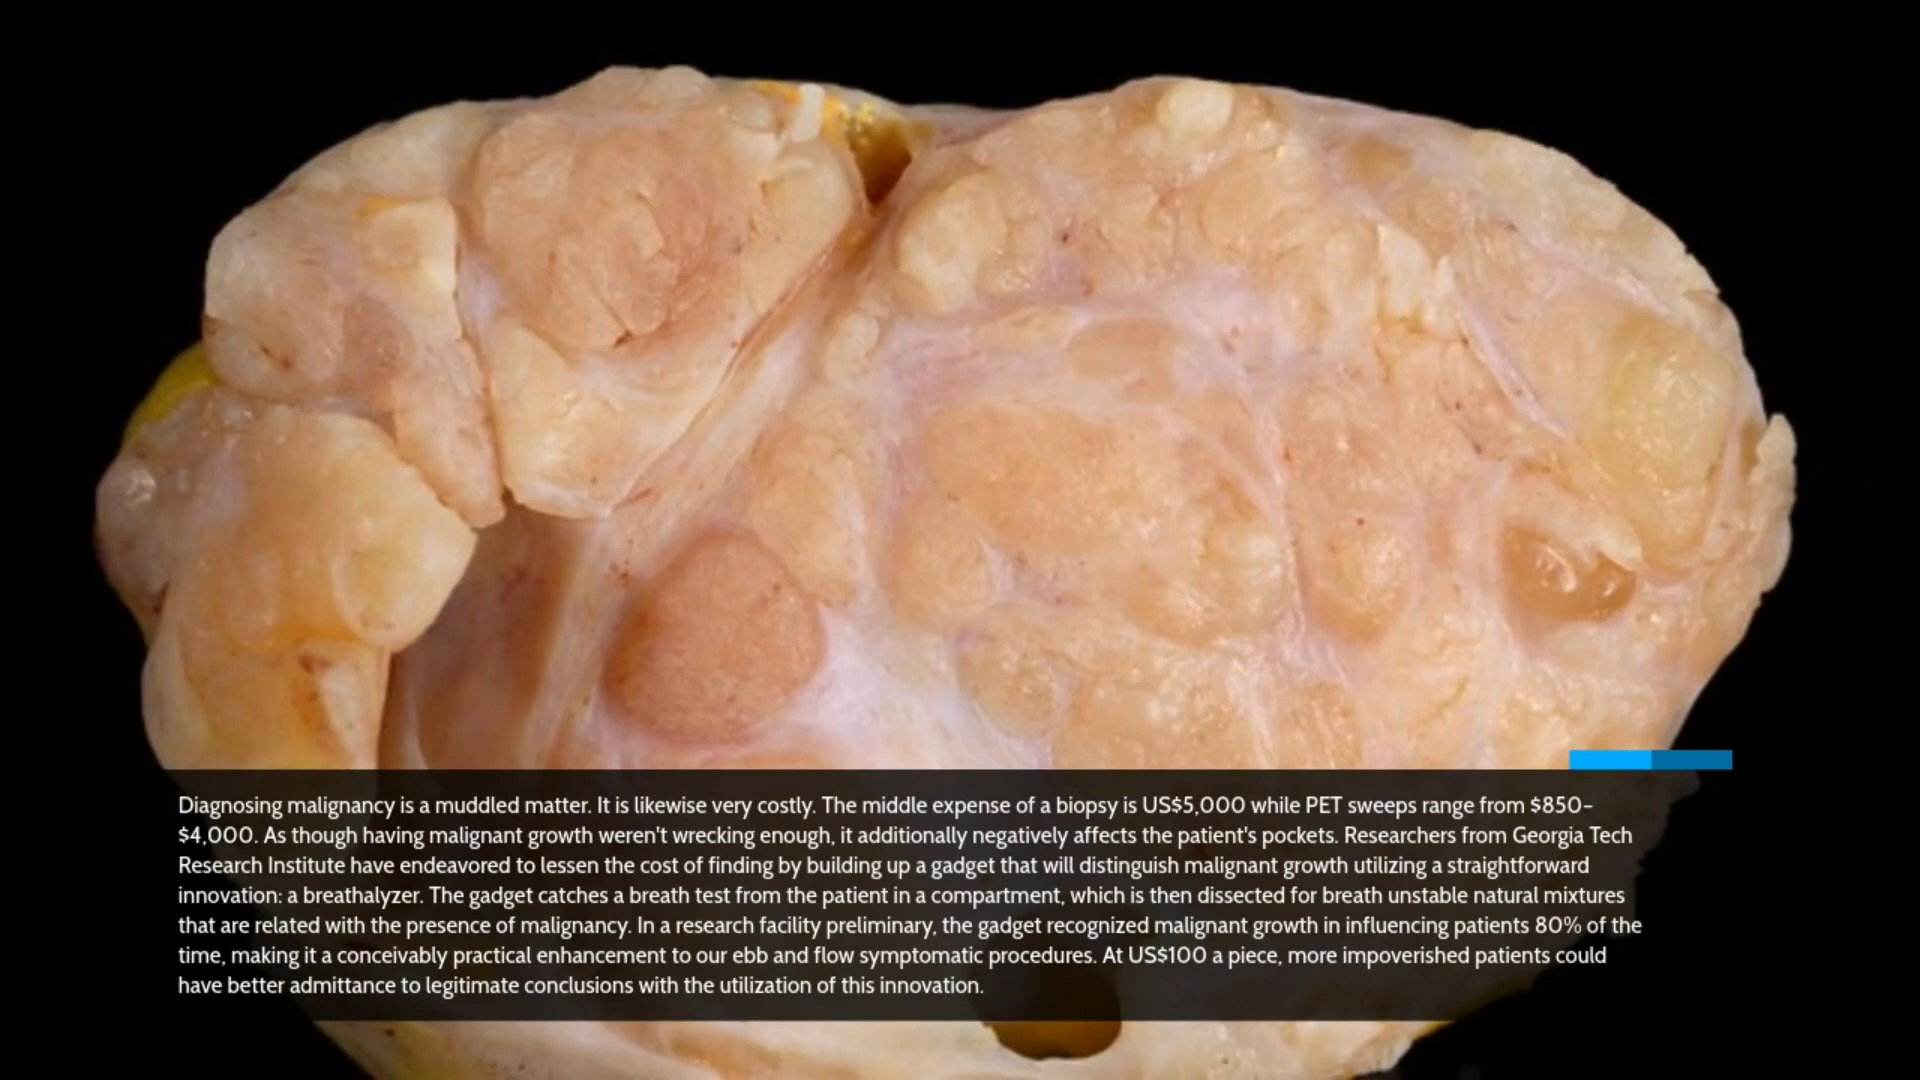 Diagnosing malignancy is a muddled matter. It is likewise very costly. The middle expense of a biopsy is US$5,000 while PET sweeps range from $850–
$4,000. As though having malignant growth weren't wrecking enough, it additionally negatively affects the patient's pockets. Researchers from Georgia Tech
Research Institute have endeavored to lessen the cost of finding by building up a gadget that will distinguish malignant growth utilizing a straightforward
innovation: a breathalyzer. The gadget catches a breath test from the patient in a compartment, which is then dissected for breath unstable natural mixtures
that are related with the presence of malignancy. In a research facility preliminary, the gadget recognized malignant growth in influencing patients 80% of the
time, making it a conceivably practical enhancement to our ebb and flow symptomatic procedures. At US$100 a piece, more impoverished patients could
have better admittance to legitimate conclusions with the utilization of this innovation.